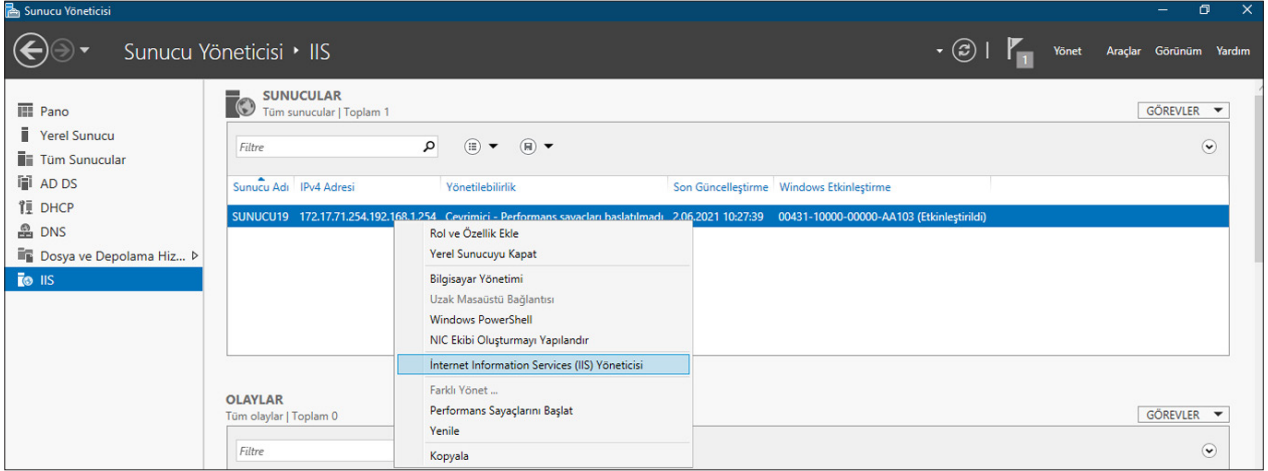 Sunucu Yöneticisi
Sunucu Yöneticisi ‣ IIS
1
Yönet Araçlar Görünüm Yardım
Pano
Yerel Sunucu
Tüm Sunucular
AD DS
DHCP
DNS
Dosya ve Depolama Hiz...
IIS
SUNUCULAR
Tüm sunucular | Toplam 1
GÖREVLER
Filtre
Sunucu Adı IPv4 Adresi Yönetilebilirlik Son Güncelleştirme Windows Etkinleştirme
SUNUCU19 172.17.71.254,192.168.1.254 Çevrimiçi - Performans sayaçları başlatılmadı 2.06.2021 10:27:39 00431-10000-00000-AA103 (Etkinleştirildi)
Rol ve Özellik Ekle
Yerel Sunucuyu Kapat
Bilgisayar Yönetimi
Uzak Masaüstü Bağlantısı
Windows PowerShell
NIC Ekibi Oluşturmayı Yapılandır
İnternet Information Services (IIS) Yöneticisi
Farklı Yönet ...
Performans Sayaçlarını Başlat
Yenile
Kopyala
OLAYLAR
Tüm olaylar | Toplam 0
GÖREVLER
Filtre